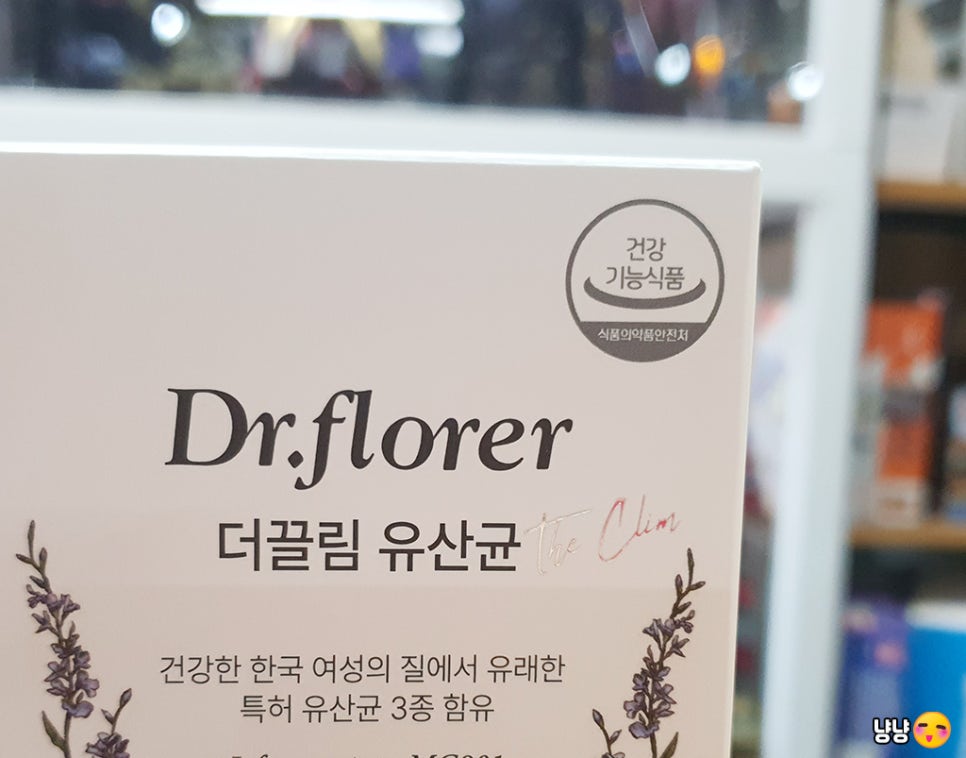 건강
기능식품
식품의약품안전처
Dr.florer
더끌림 유산균 the Clim
건강한 한국 여성의 질에서 유래한
특허 유산균 3종 함유
냥냥